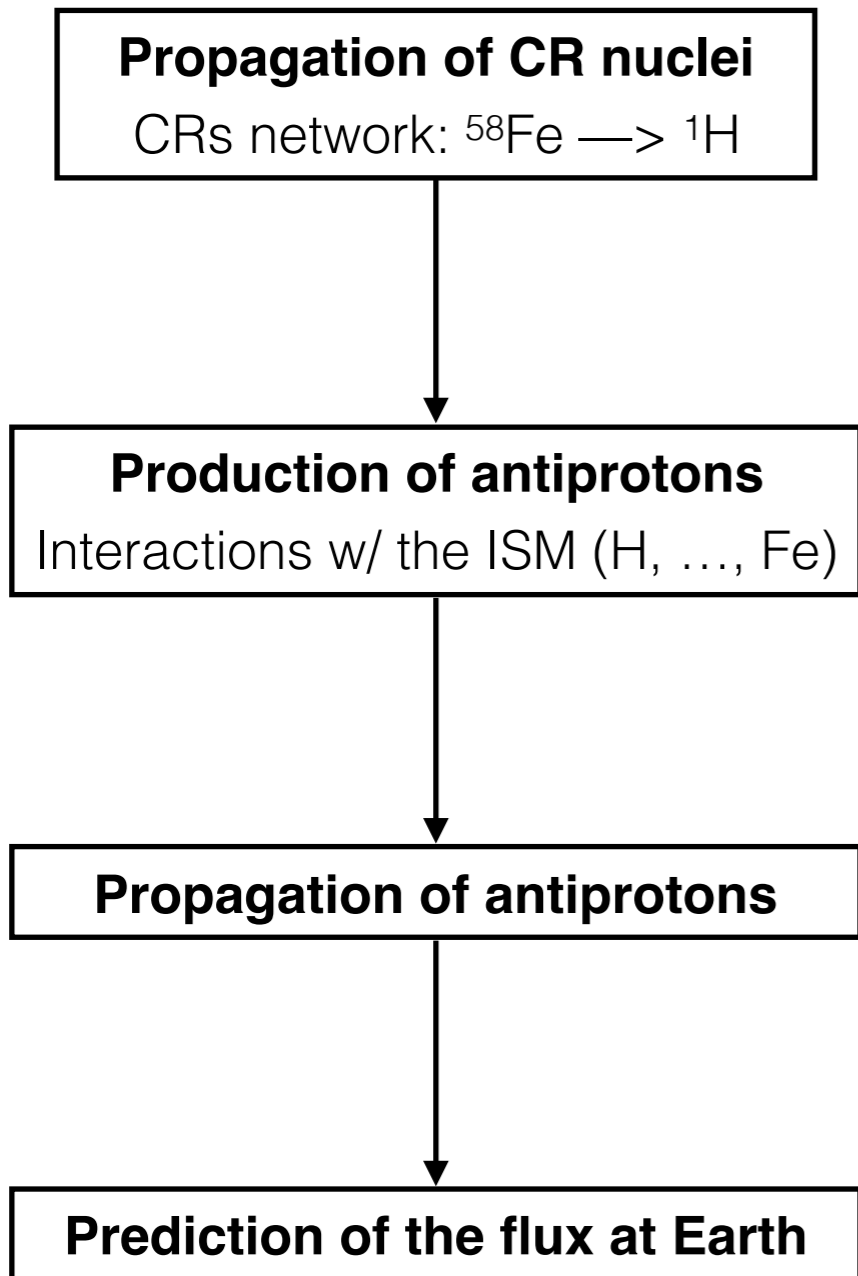 Propagation of CR nuclei
CRs network: ⁵⁸Fe —> ¹H
Production of antiprotons
Interactions w/ the ISM (H, …, Fe)
Propagation of antiprotons
Prediction of the flux at Earth